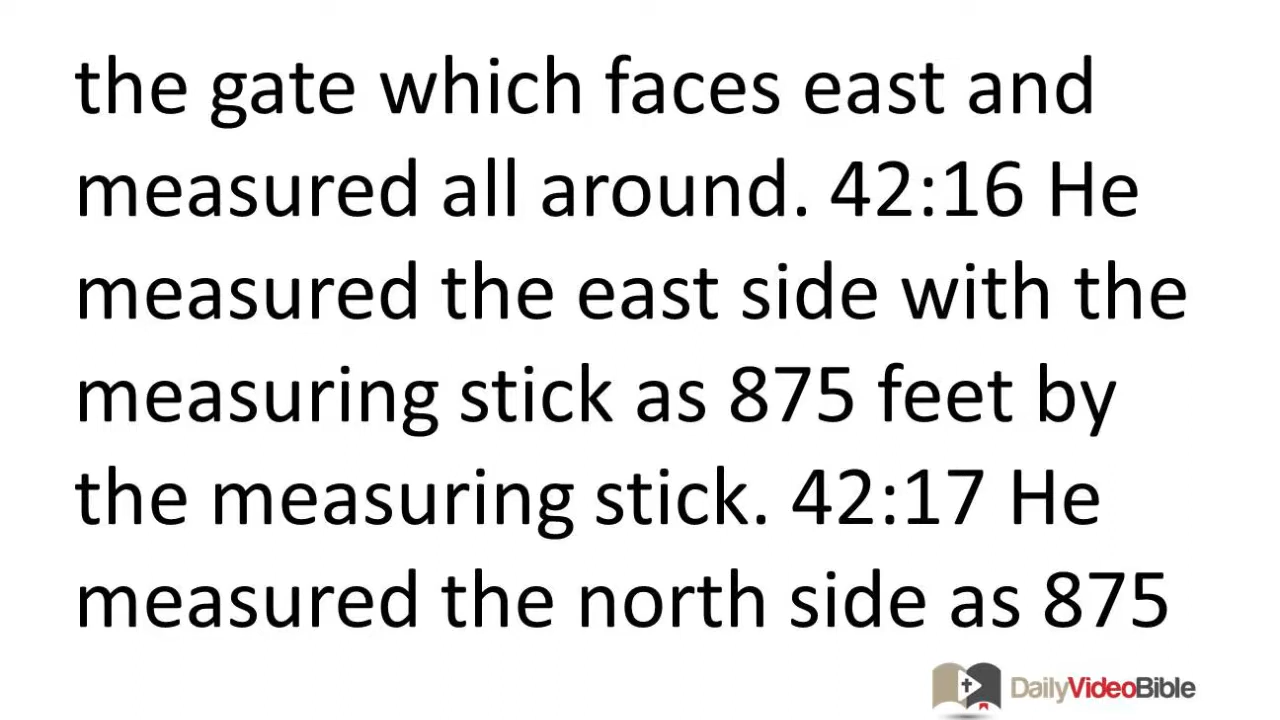 the gate which faces east and
measured all around. 42:16 He
measured the east side with the
measuring stick as 875 feet by
the measuring stick. 42:17 He
measured the north side as 875
DailyVideoBible